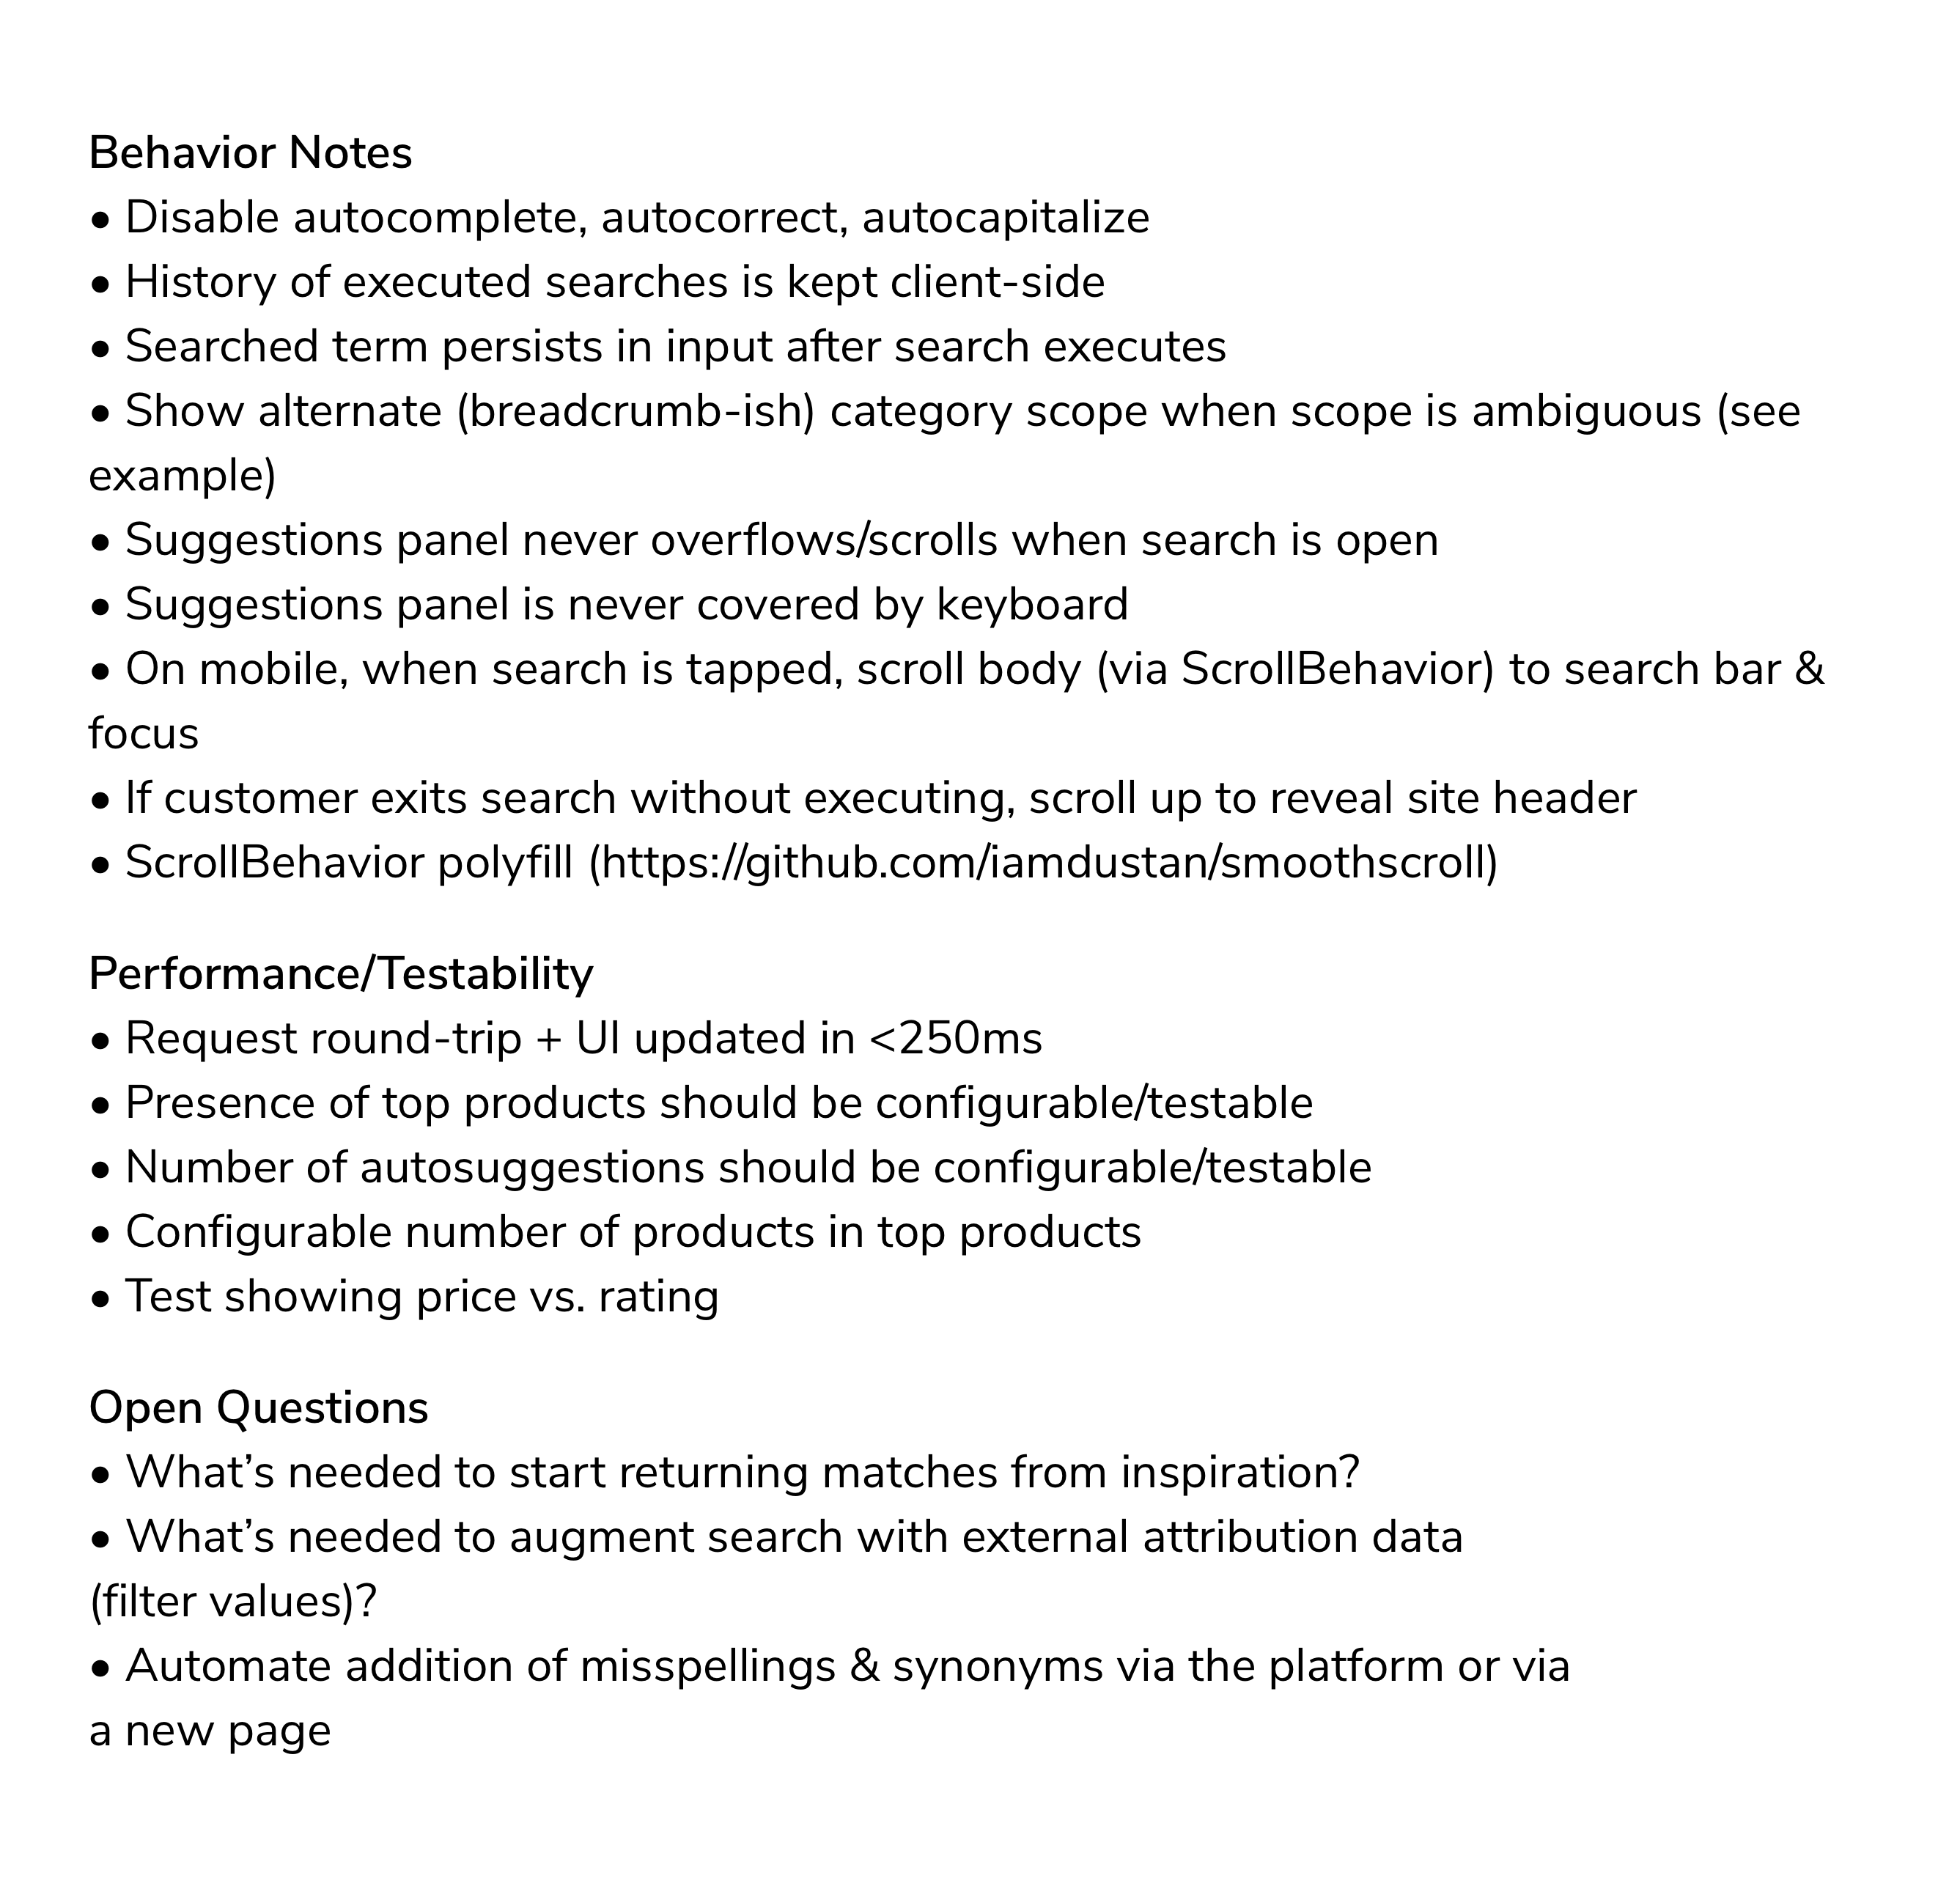 Behavior Notes
• Disable autocomplete, autocorrect, autocapitalize
• History of executed searches is kept client-side
• Searched term persists in input after search executes
• Show alternate (breadcrumb-ish) category scope when scope is ambiguous (see
example)
• Suggestions panel never overflows/scrolls when search is open
• Suggestions panel is never covered by keyboard
• On mobile, when search is tapped, scroll body (via ScrollBehavior) to search bar &
focus
• If customer exits search without executing, scroll up to reveal site header
• ScrollBehavior polyfill (https://github.com/iamdustan/smoothscroll)
Performance/Testability
• Request round-trip + UI updated in <250ms
• Presence of top products should be configurable/testable
• Number of autosuggestions should be configurable/testable
• Configurable number of products in top products
• Test showing price vs. rating
Open Questions
• What’s needed to start returning matches from inspiration?
• What’s needed to augment search with external attribution data
(filter values)?
• Automate addition of misspellings & synonyms via the platform or via
a new page